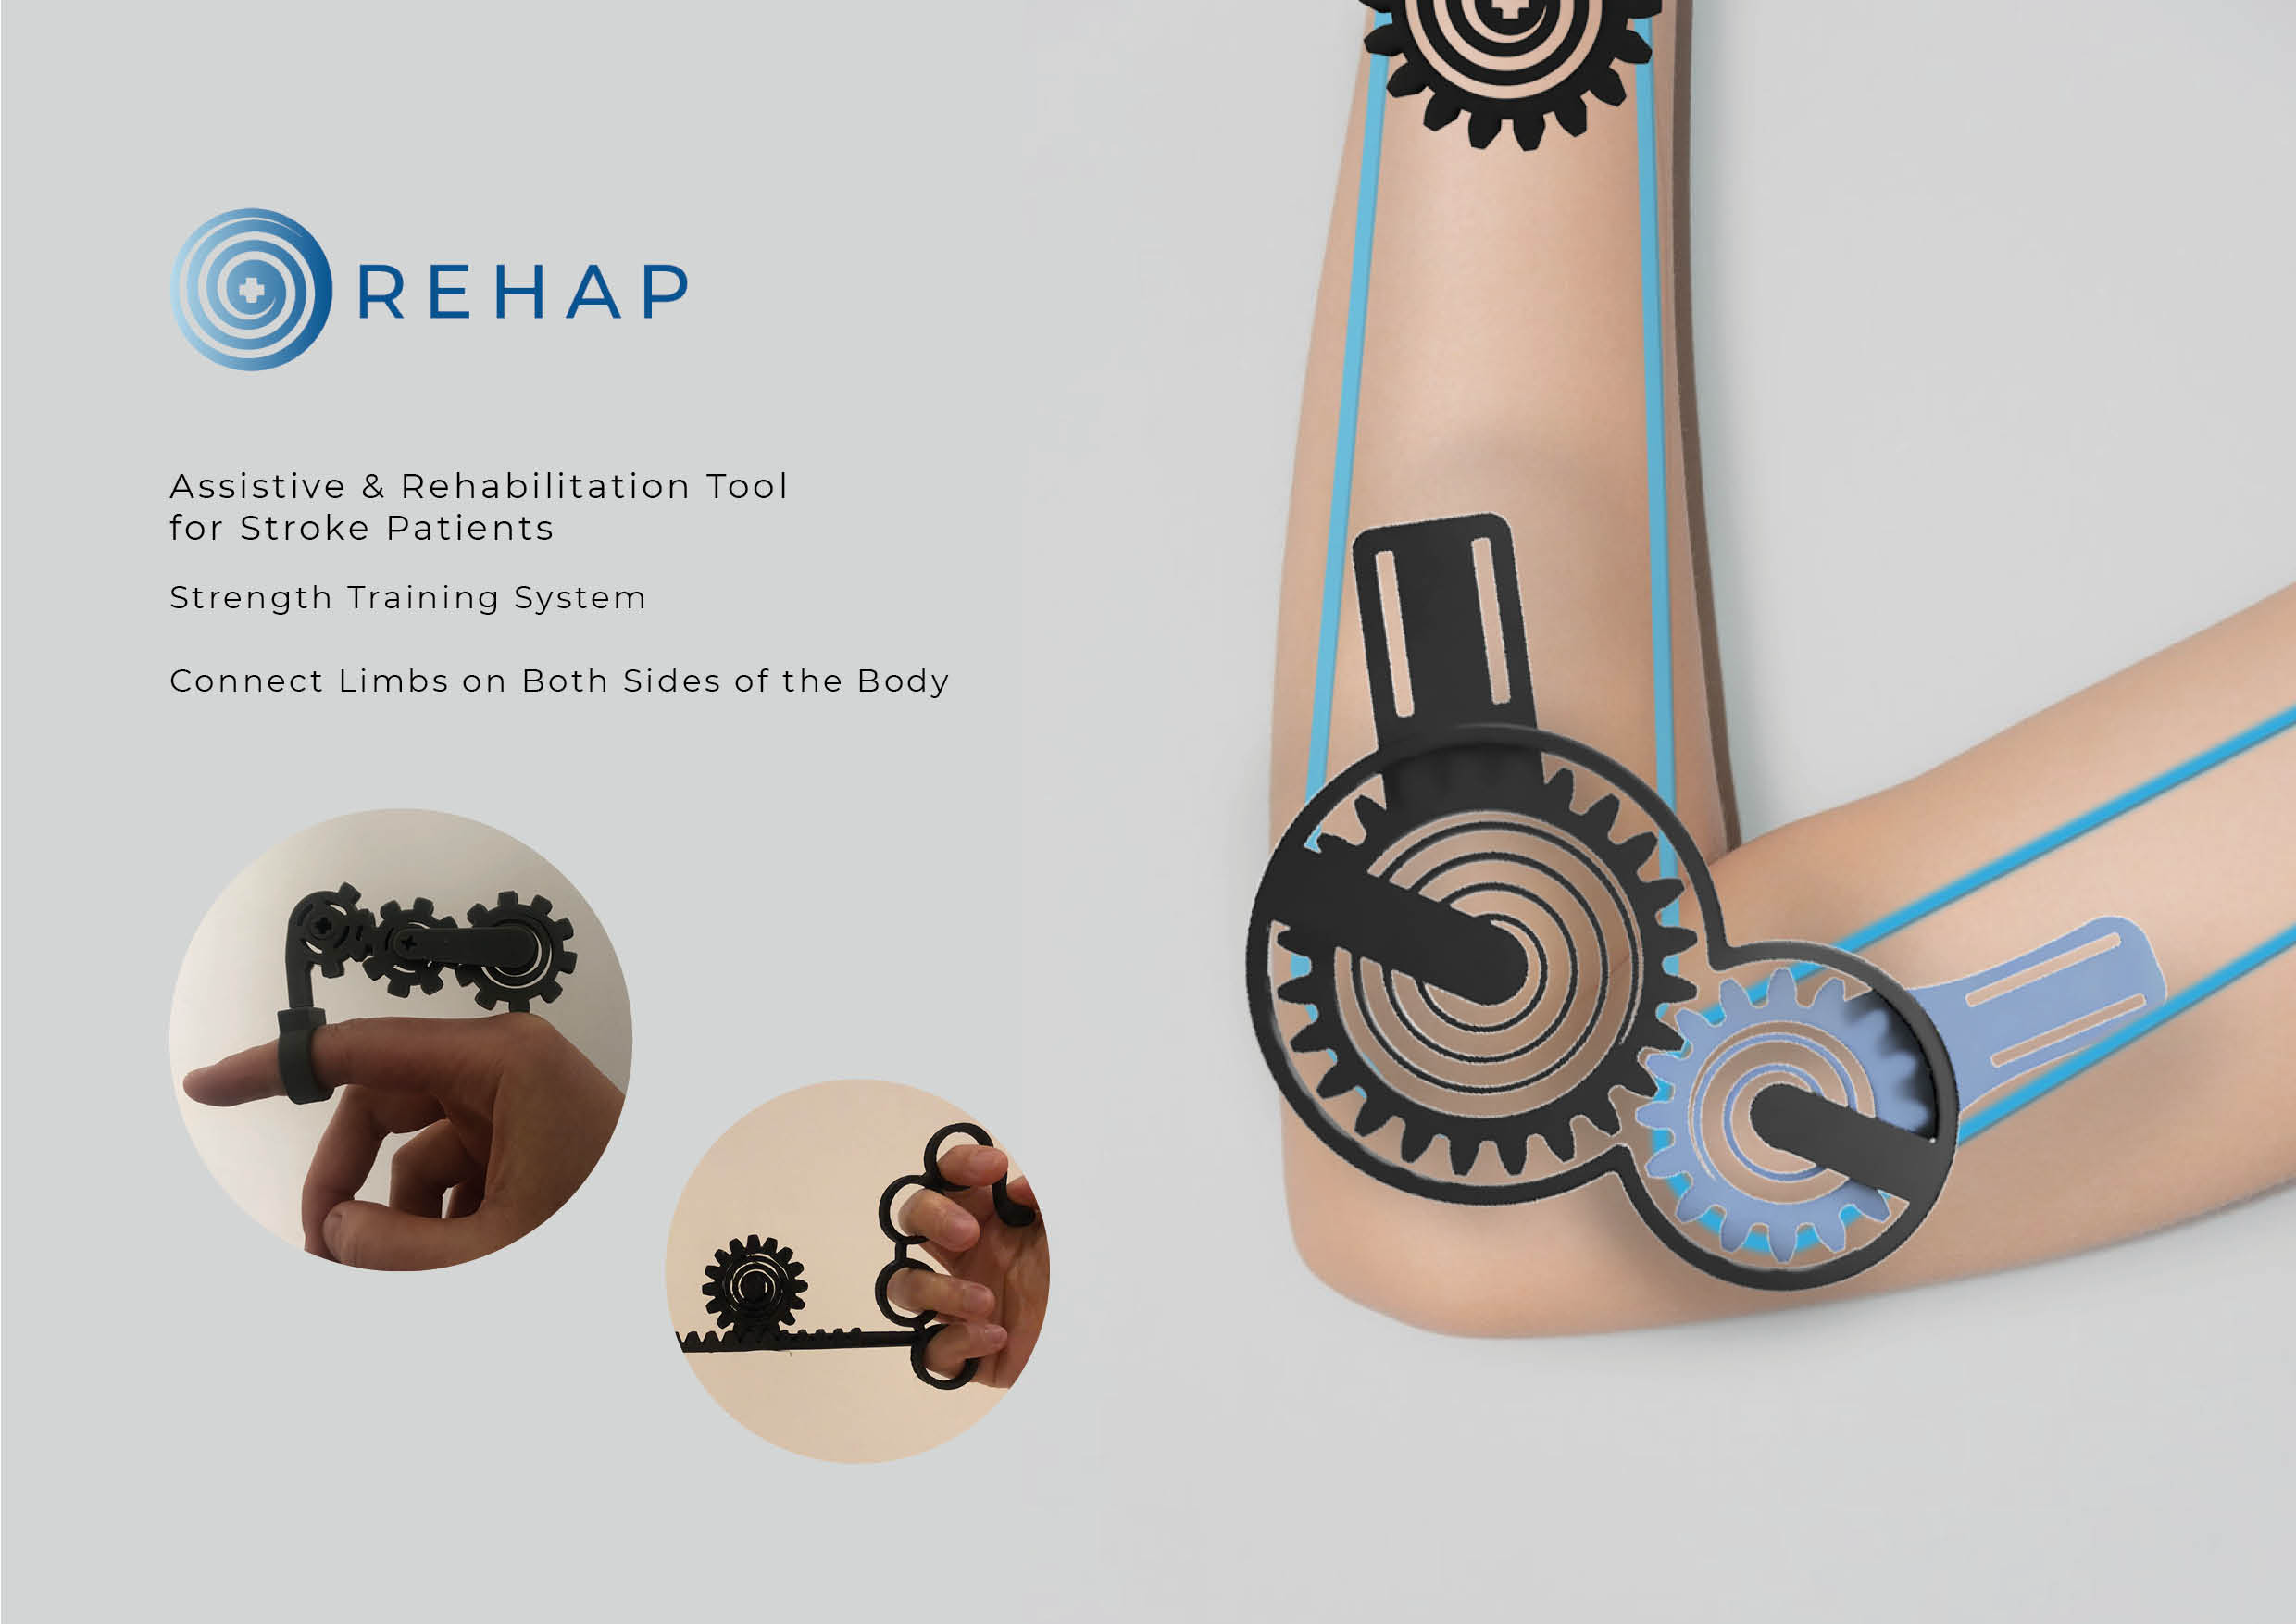 REHAP
Assistive & Rehabilitation Tool
for Stroke Patients
Strength Training System
Connect Limbs on Both Sides of the Body